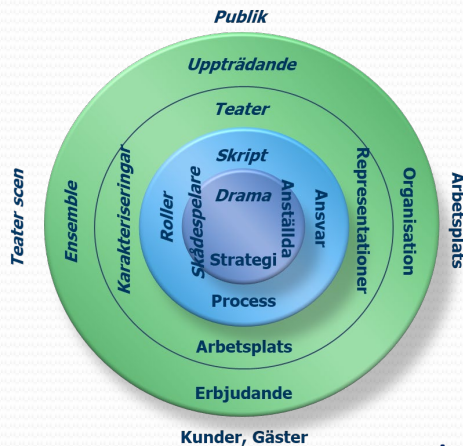 Publik
Uppträdande
Teater
Skript
Drama
Teater scen
Ensemble
Karakteriseringar
Roller
Skådespelare
Anställda
Ansvar
Representationer
Organisation
Arbetsplats
Strategi
Process
Arbetsplats
Erbjudande
Kunder, Gäster